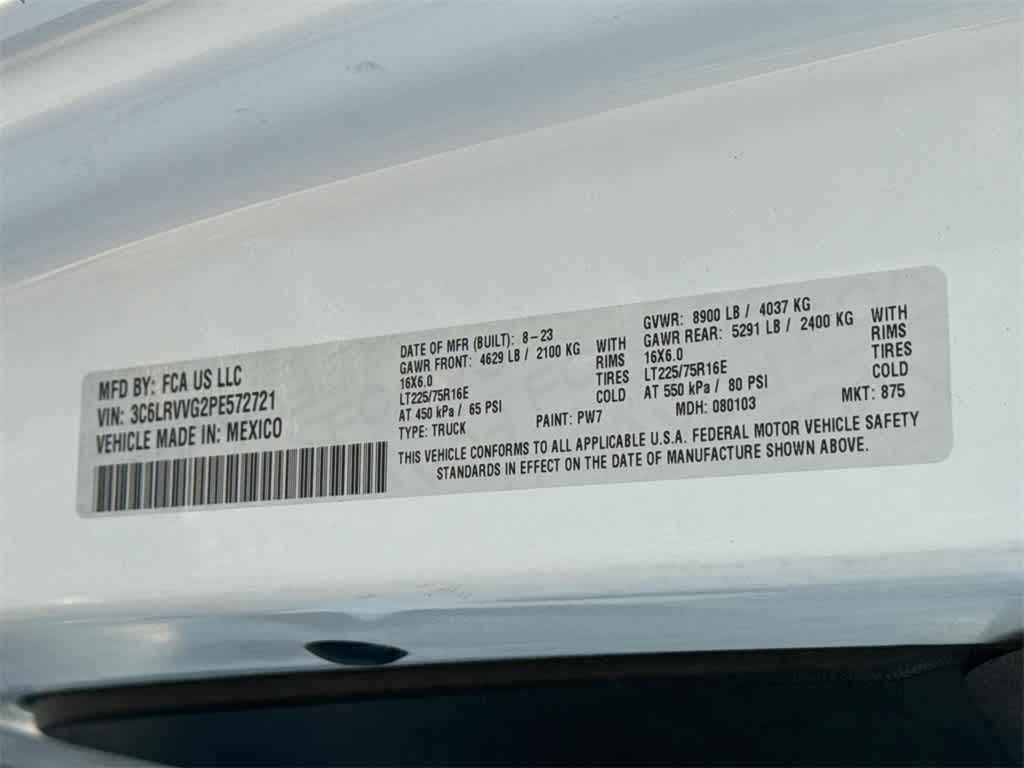 MFD BY: FCA US LLC
VIN: 3C6LRVVG2PE572721
VEHICLE MADE IN: MEXICO
DATE OF MFR (BUILT): 8-23
GAWR FRONT: 4629 LB / 2100 KG WITH
16X6.0 RIMS
LT225/75R16E TIRES
AT 450 kPa / 65 PSI COLD
TYPE: TRUCK PAINT: PW7
GVWR: 8900 LB / 4037 KG
GAWR REAR: 5291 LB / 2400 KG WITH
16X6.0 RIMS
LT225/75R16E TIRES
AT 550 kPa / 80 PSI COLD
MDH: 080103 MKT: 875
THIS VEHICLE CONFORMS TO ALL APPLICABLE U.S.A. FEDERAL MOTOR VEHICLE SAFETY
STANDARDS IN EFFECT ON THE DATE OF MANUFACTURE SHOWN ABOVE.